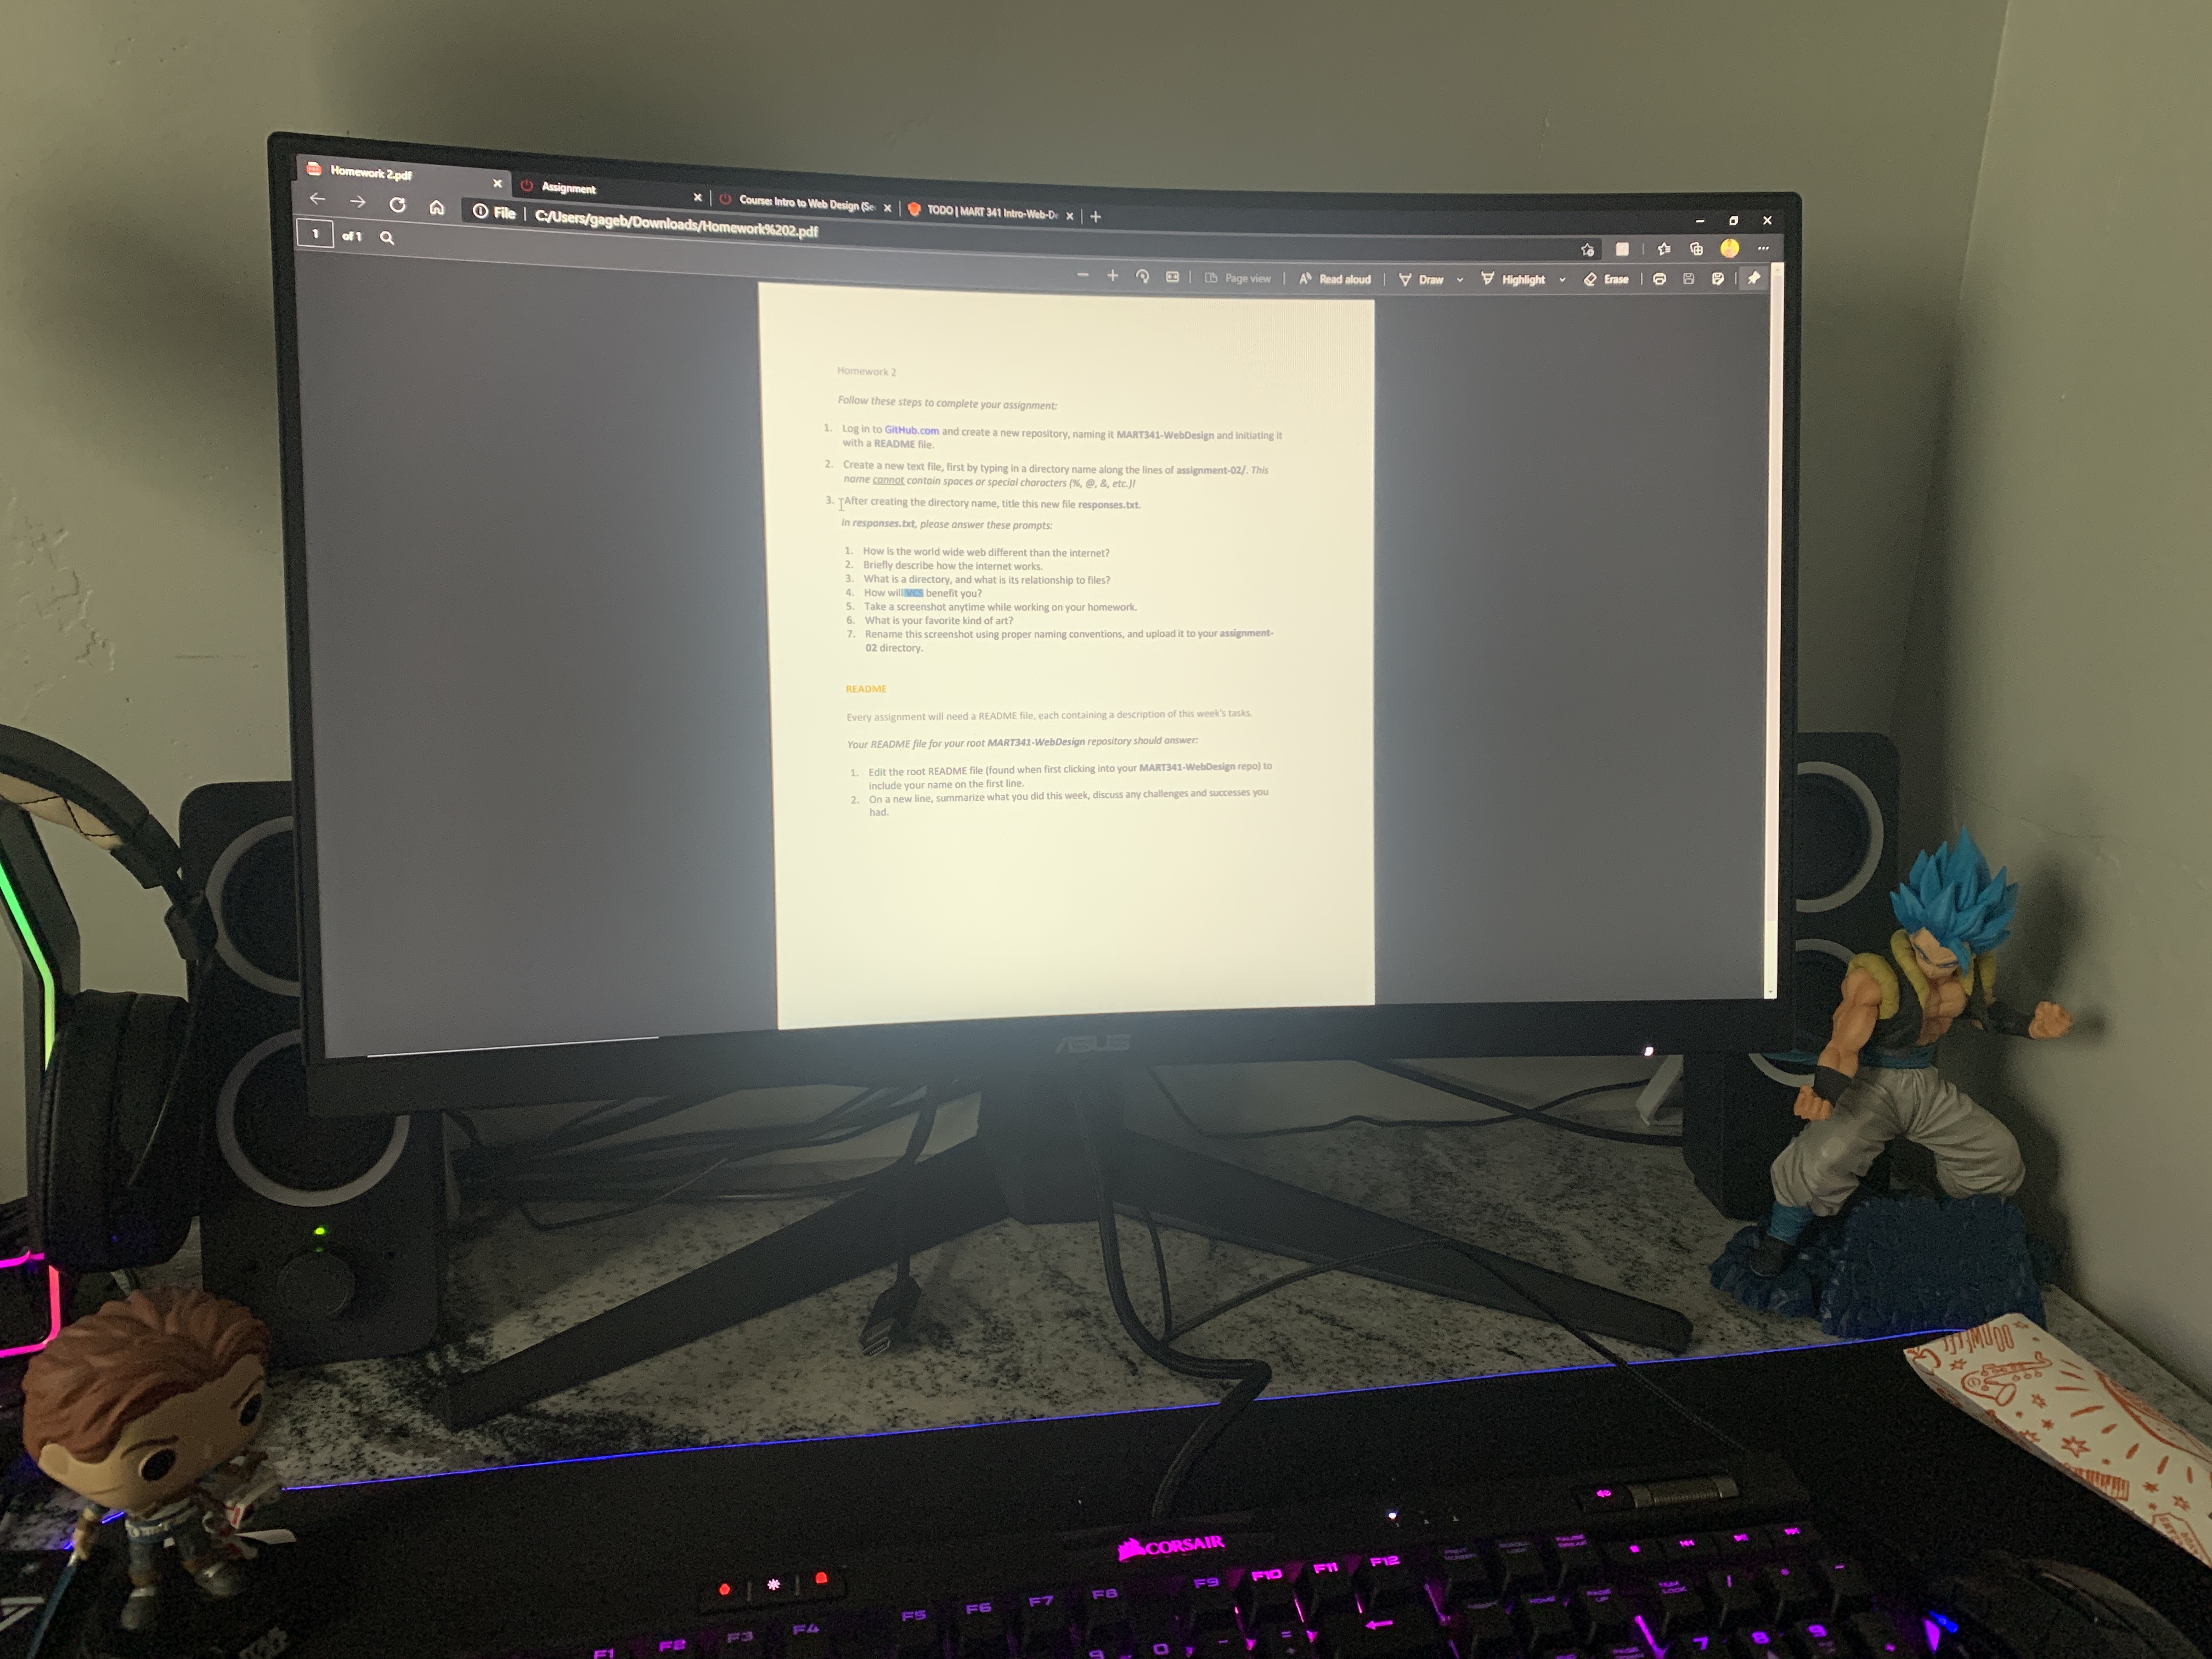 Homework 2.pdf
Assignment
Course: Intro to Web Design (Se
TODO | MART 341 Intro-Web-De
File | C:/Users/gageb/Downloads/Homework%202.pdf
1 of 1
Page view
Read aloud
Draw
Highlight
Erase
Homework 2
Follow these steps to complete your assignment:
1. Log in to GitHub.com and create a new repository, naming it MART341-WebDesign and initiating it
with a README file.
2. Create a new text file, first by typing in a directory name along the lines of assignment-02/. This
name cannot contain spaces or special characters (%, @, &, etc.)!
3. After creating the directory name, title this new file responses.txt.
In responses.txt, please answer these prompts:
1. How is the world wide web different than the internet?
2. Briefly describe how the internet works.
3. What is a directory, and what is its relationship to files?
4. How will VCS benefit you?
5. Take a screenshot anytime while working on your homework.
6. What is your favorite kind of art?
7. Rename this screenshot using proper naming conventions, and upload it to your assignment-
02 directory.
README
Every assignment will need a README file, each containing a description of this week's tasks.
Your README file for your root MART341-WebDesign repository should answer:
1. Edit the root README file (found when first clicking into your MART341-WebDesign repo) to
include your name on the first line.
2. On a new line, summarize what you did this week, discuss any challenges and successes you
had.
ASUS
CORSAIR
F1 F2 F3 F4 F5 F6 F7 F8 F9 F10 F11 F12
9 0 - = 7 8 9